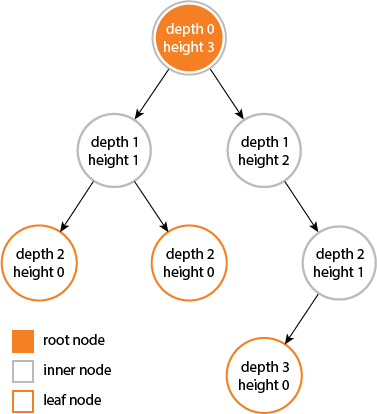 depth 0
height 3
depth 1
height 1
depth 1
height 2
depth 2
height 0
depth 2
height 0
depth 2
height 1
depth 3
height 0
root node
inner node
leaf node